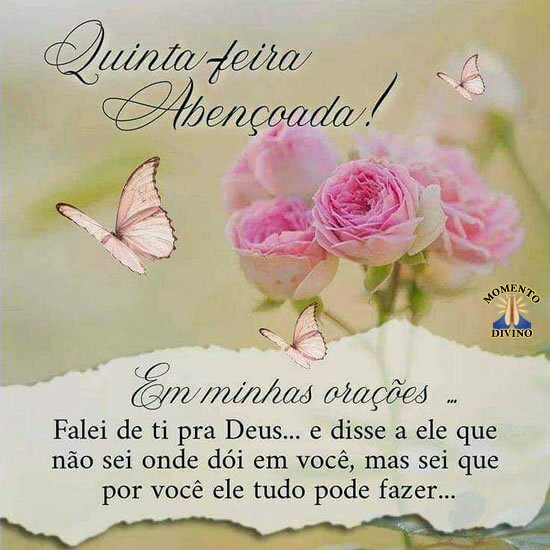 Quinta-feira
Abençoada!
MOMENTO
DIVINO
Em minhas orações ...
Falei de ti pra Deus... e disse a ele que
não sei onde dói em você, mas sei que
por você ele tudo pode fazer...